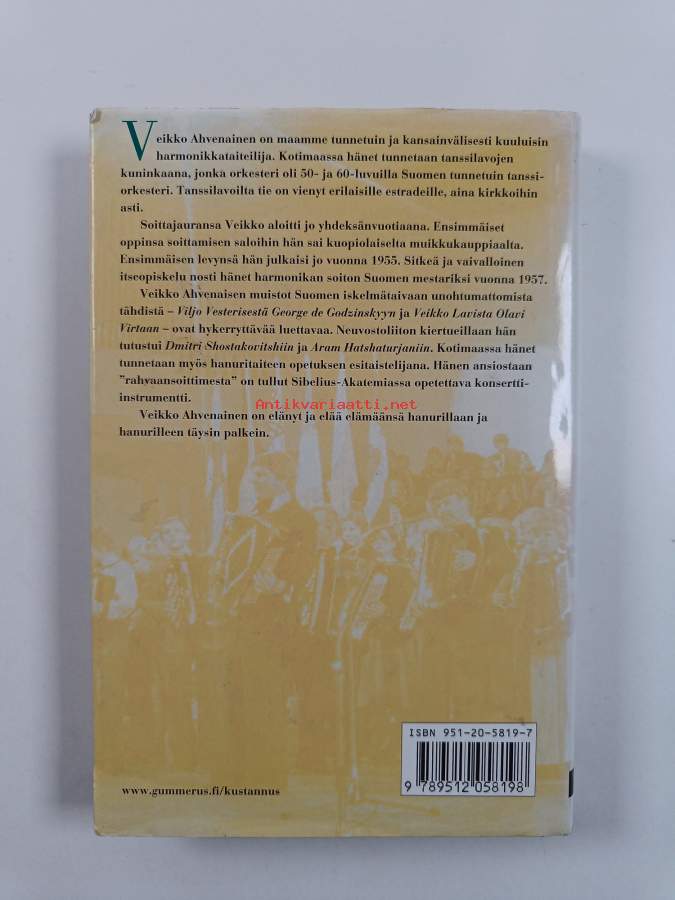 Veikko Ahvenainen on maamme tunnetuin ja kansainvälisesti kuuluisin
harmonikkataiteilija. Kotimaassa hänet tunnetaan tanssilavojen
kuninkaana, jonka orkesteri oli 50- ja 60-luvuilla Suomen tunnetuin tanssi-
orkesteri. Tanssilavoilta tie on vienyt erilaisille estradeille, aina kirkkoihin
asti.
Soittajauransa Veikko aloitti jo yhdeksänvuotiaana. Ensimmäiset
oppinsa soittamisen saloihin hän sai kuopiolaiselta muikkukauppiaalta.
Ensimmäisen levynsä hän julkaisi jo vuonna 1955. Sitkeä ja vaivalloinen
itseopiskelu nosti hänet harmonikan soiton Suomen mestariksi vuonna 1957.
Veikko Ahvenaisen muistot Suomen iskelmätaivaan unohtumattomista
tähdistä – Viljo Vesterisestä George de Godzinskyyn ja Veikko Lavista Olavi
Virtaan – ovat hykerryttävää luettavaa. Neuvostoliiton kiertueillaan hän
tutustui Dmitri Shostakovitshiin ja Aram Hatshaturjaniin. Kotimaassa hänet
tunnetaan myös hanuritaiteen opetuksen esitaistelijana. Hänen ansiostaan
”rahvaansoittimesta” on tullut Sibelius-Akatemiassa opetettava konsertti-
instrumentti.
Antikvariaatti.net
Veikko Ahvenainen on elänyt ja elää elämäänsä hanurillaan ja
hanurilleen täysin palkein.
ISBN 951-20-5819-7
9 789512 058198
www.gummerus.fi/kustannus